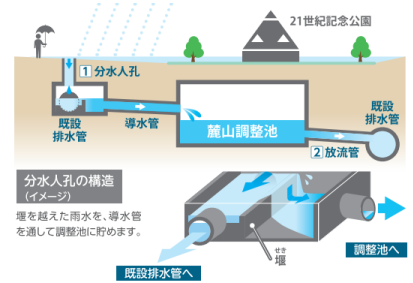 21世紀記念公園
1 分水人孔
既設
排水管
導水管
麓山調整池
既設
排水管
2 放流管
分水人孔の構造
（イメージ）
堰を越えた雨水を、導水管
を通して調整池に貯めます。
せき
堰
既設排水管へ
調整池へ